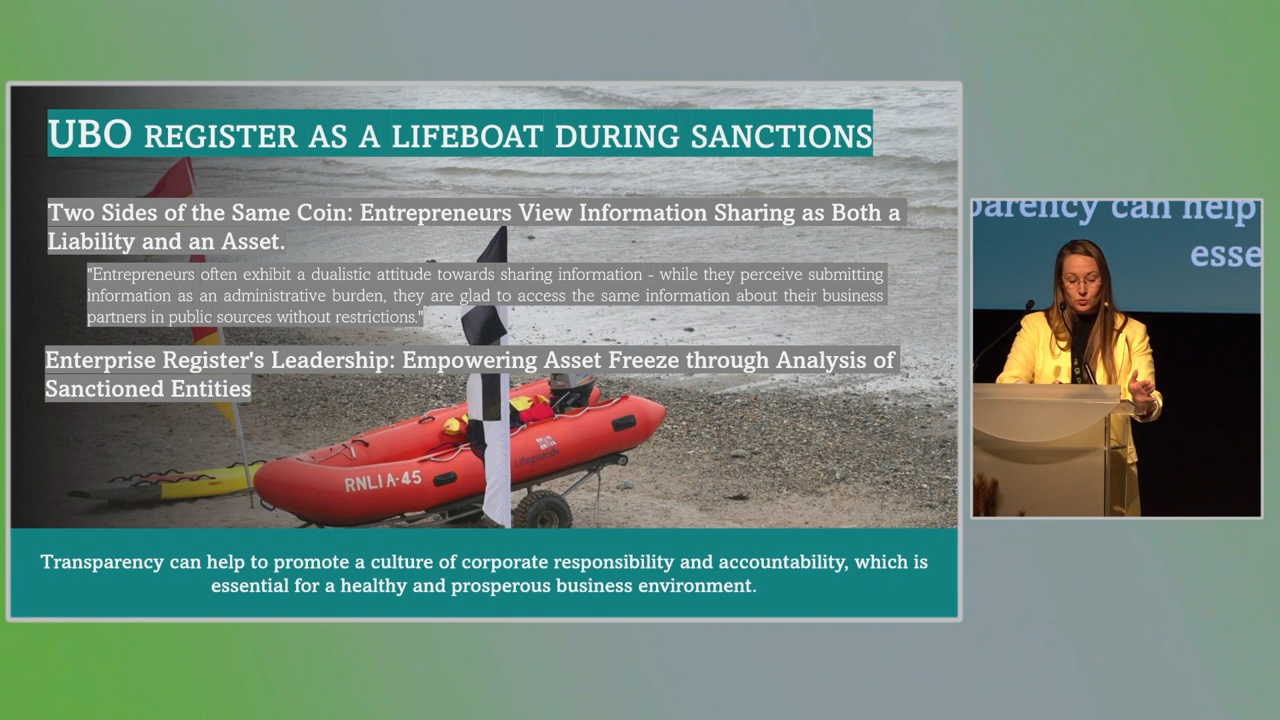 UBO REGISTER AS A LIFEBOAT DURING SANCTIONS
Two Sides of the Same Coin: Entrepreneurs View Information Sharing as Both a
Liability and an Asset.
"Entrepreneurs often exhibit a dualistic attitude towards sharing information - while they perceive submitting
information as an administrative burden, they are glad to access the same information about their business
partners in public sources without restrictions."
Enterprise Register's Leadership: Empowering Asset Freeze through Analysis of
Sanctioned Entities
RNLI A-45
Lifeguards
Transparency can help to promote a culture of corporate responsibility and accountability, which is
essential for a healthy and prosperous business environment.
parency can help
esse